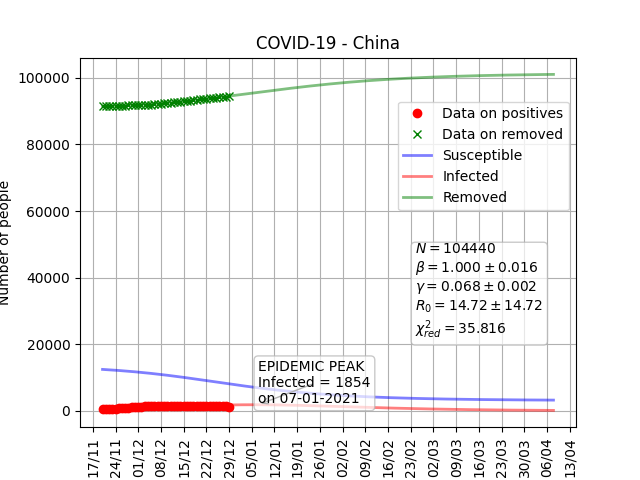 COVID-19 - China
Number of people
100000
80000
60000
40000
20000
0
Data on positives
Data on removed
Susceptible
Infected
Removed
N = 104440
β = 1.000 ± 0.016
γ = 0.068 ± 0.002
R₀ = 14.72 ± 14.72
χ²red = 35.816
EPIDEMIC PEAK
Infected = 1854
on 07-01-2021
17/11
24/11
01/12
08/12
15/12
22/12
29/12
05/01
12/01
19/01
26/01
02/02
09/02
16/02
23/02
02/03
09/03
16/03
23/03
30/03
06/04
13/04